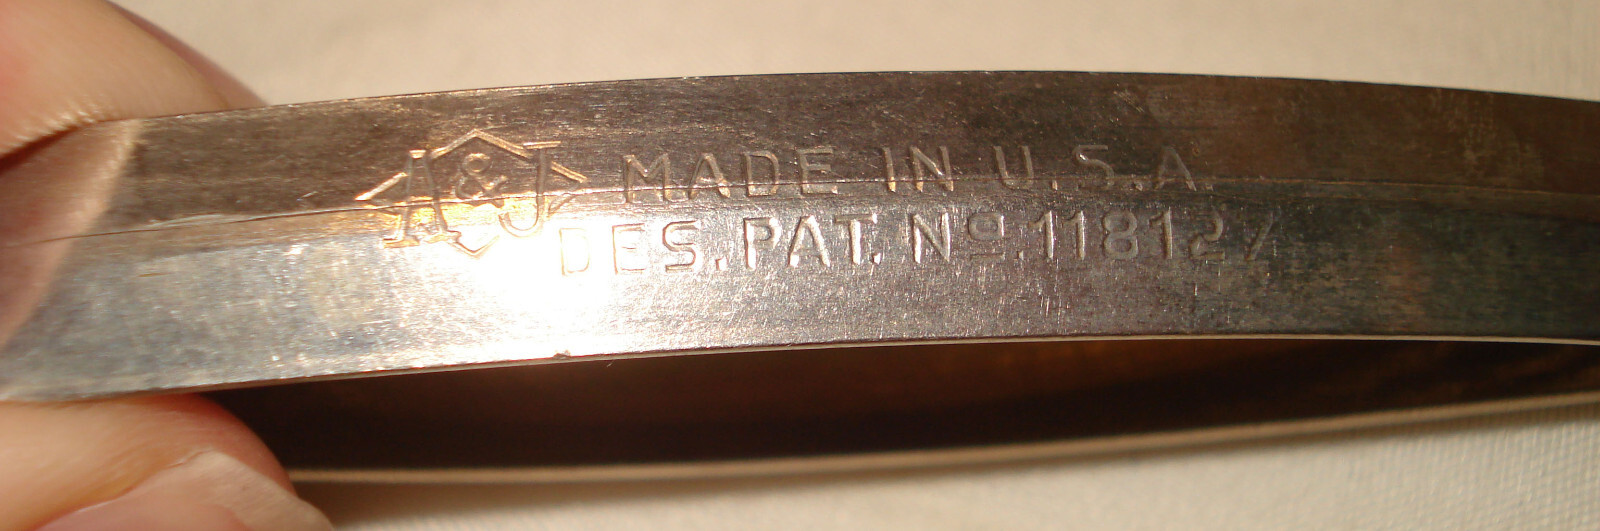 A&J MADE IN U.S.A.
DES. PAT. Nº. 118127